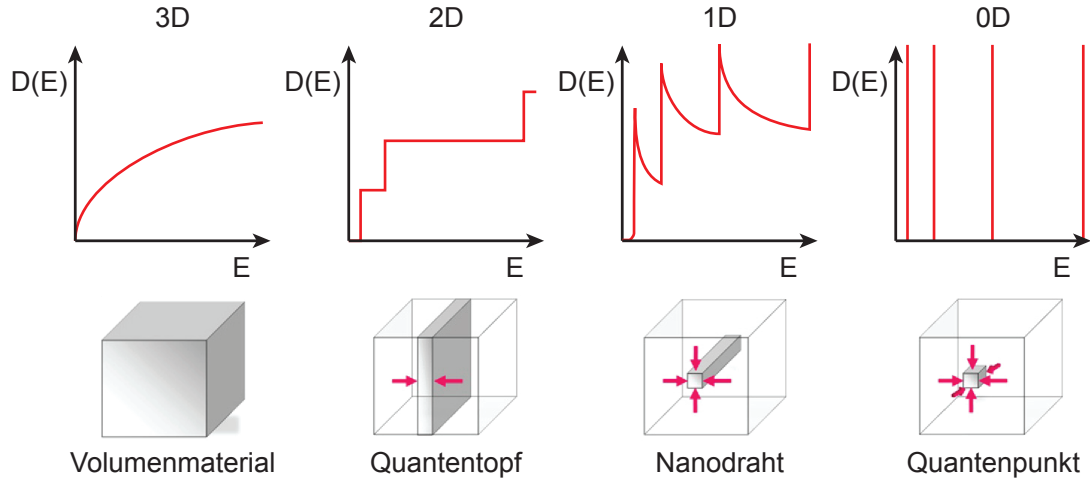 3D 2D 1D 0D
D(E) D(E) D(E) D(E)
E E E E
Volumenmaterial Quantentopf Nanodraht Quantenpunkt